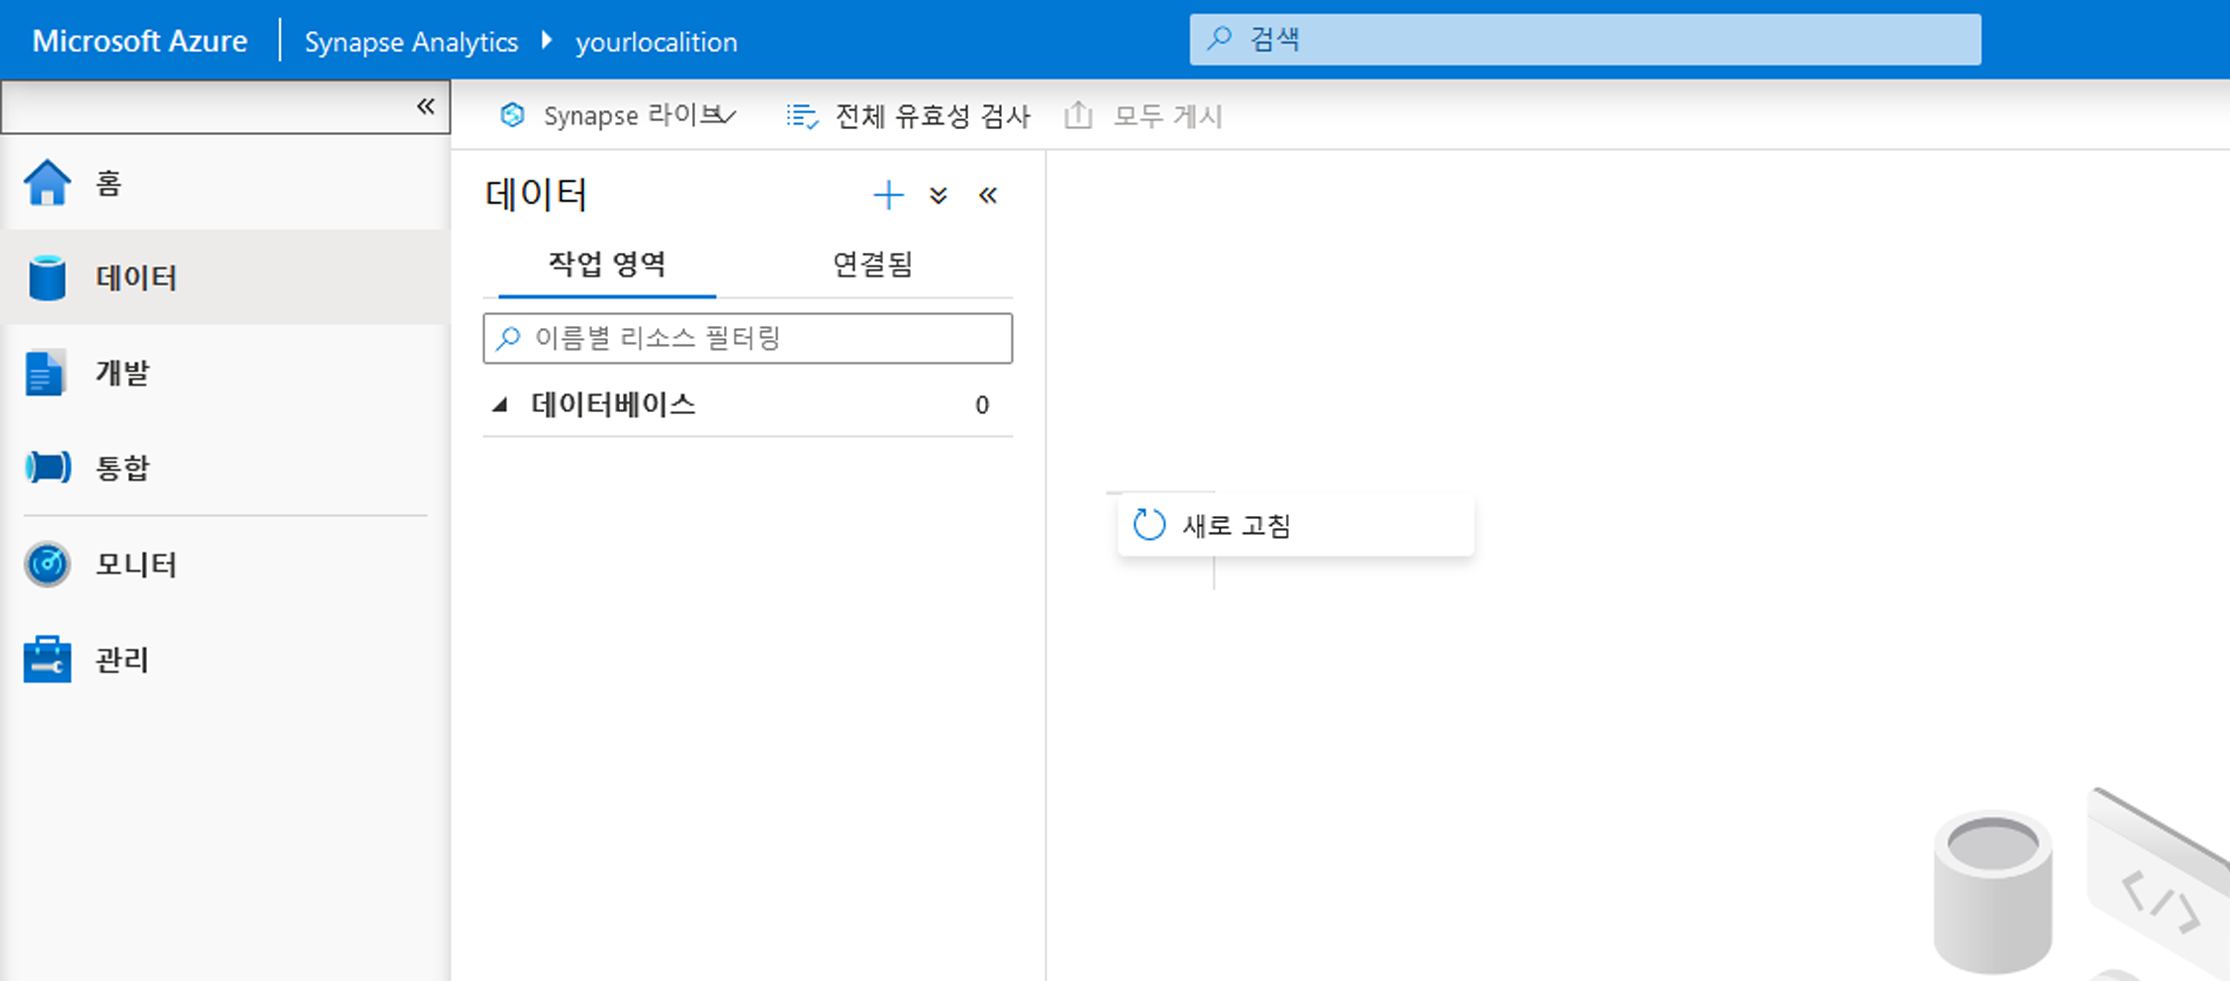 Microsoft Azure
Synapse Analytics
yourlocalition
검색
Synapse 라이브
전체 유효성 검사
모두 게시
홈
데이터
개발
통합
모니터
관리
데이터
작업 영역
연결됨
이름별 리소스 필터링
데이터베이스
0
새로 고침